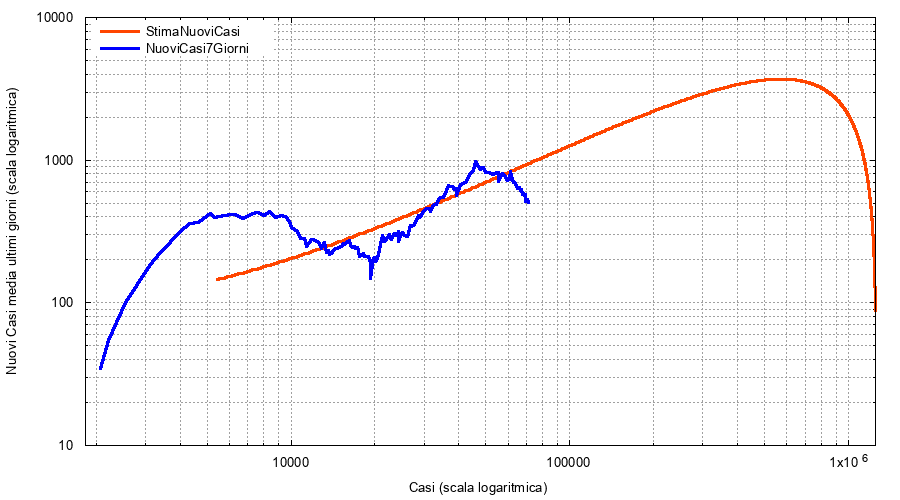 10000
StimaNuoviCasi
NuoviCasi7Giorni
Nuovi Casi media ultimi giorni (scala logaritmica)
1000
100
10
10000
100000
1x10 6
Casi (scala logaritmica)